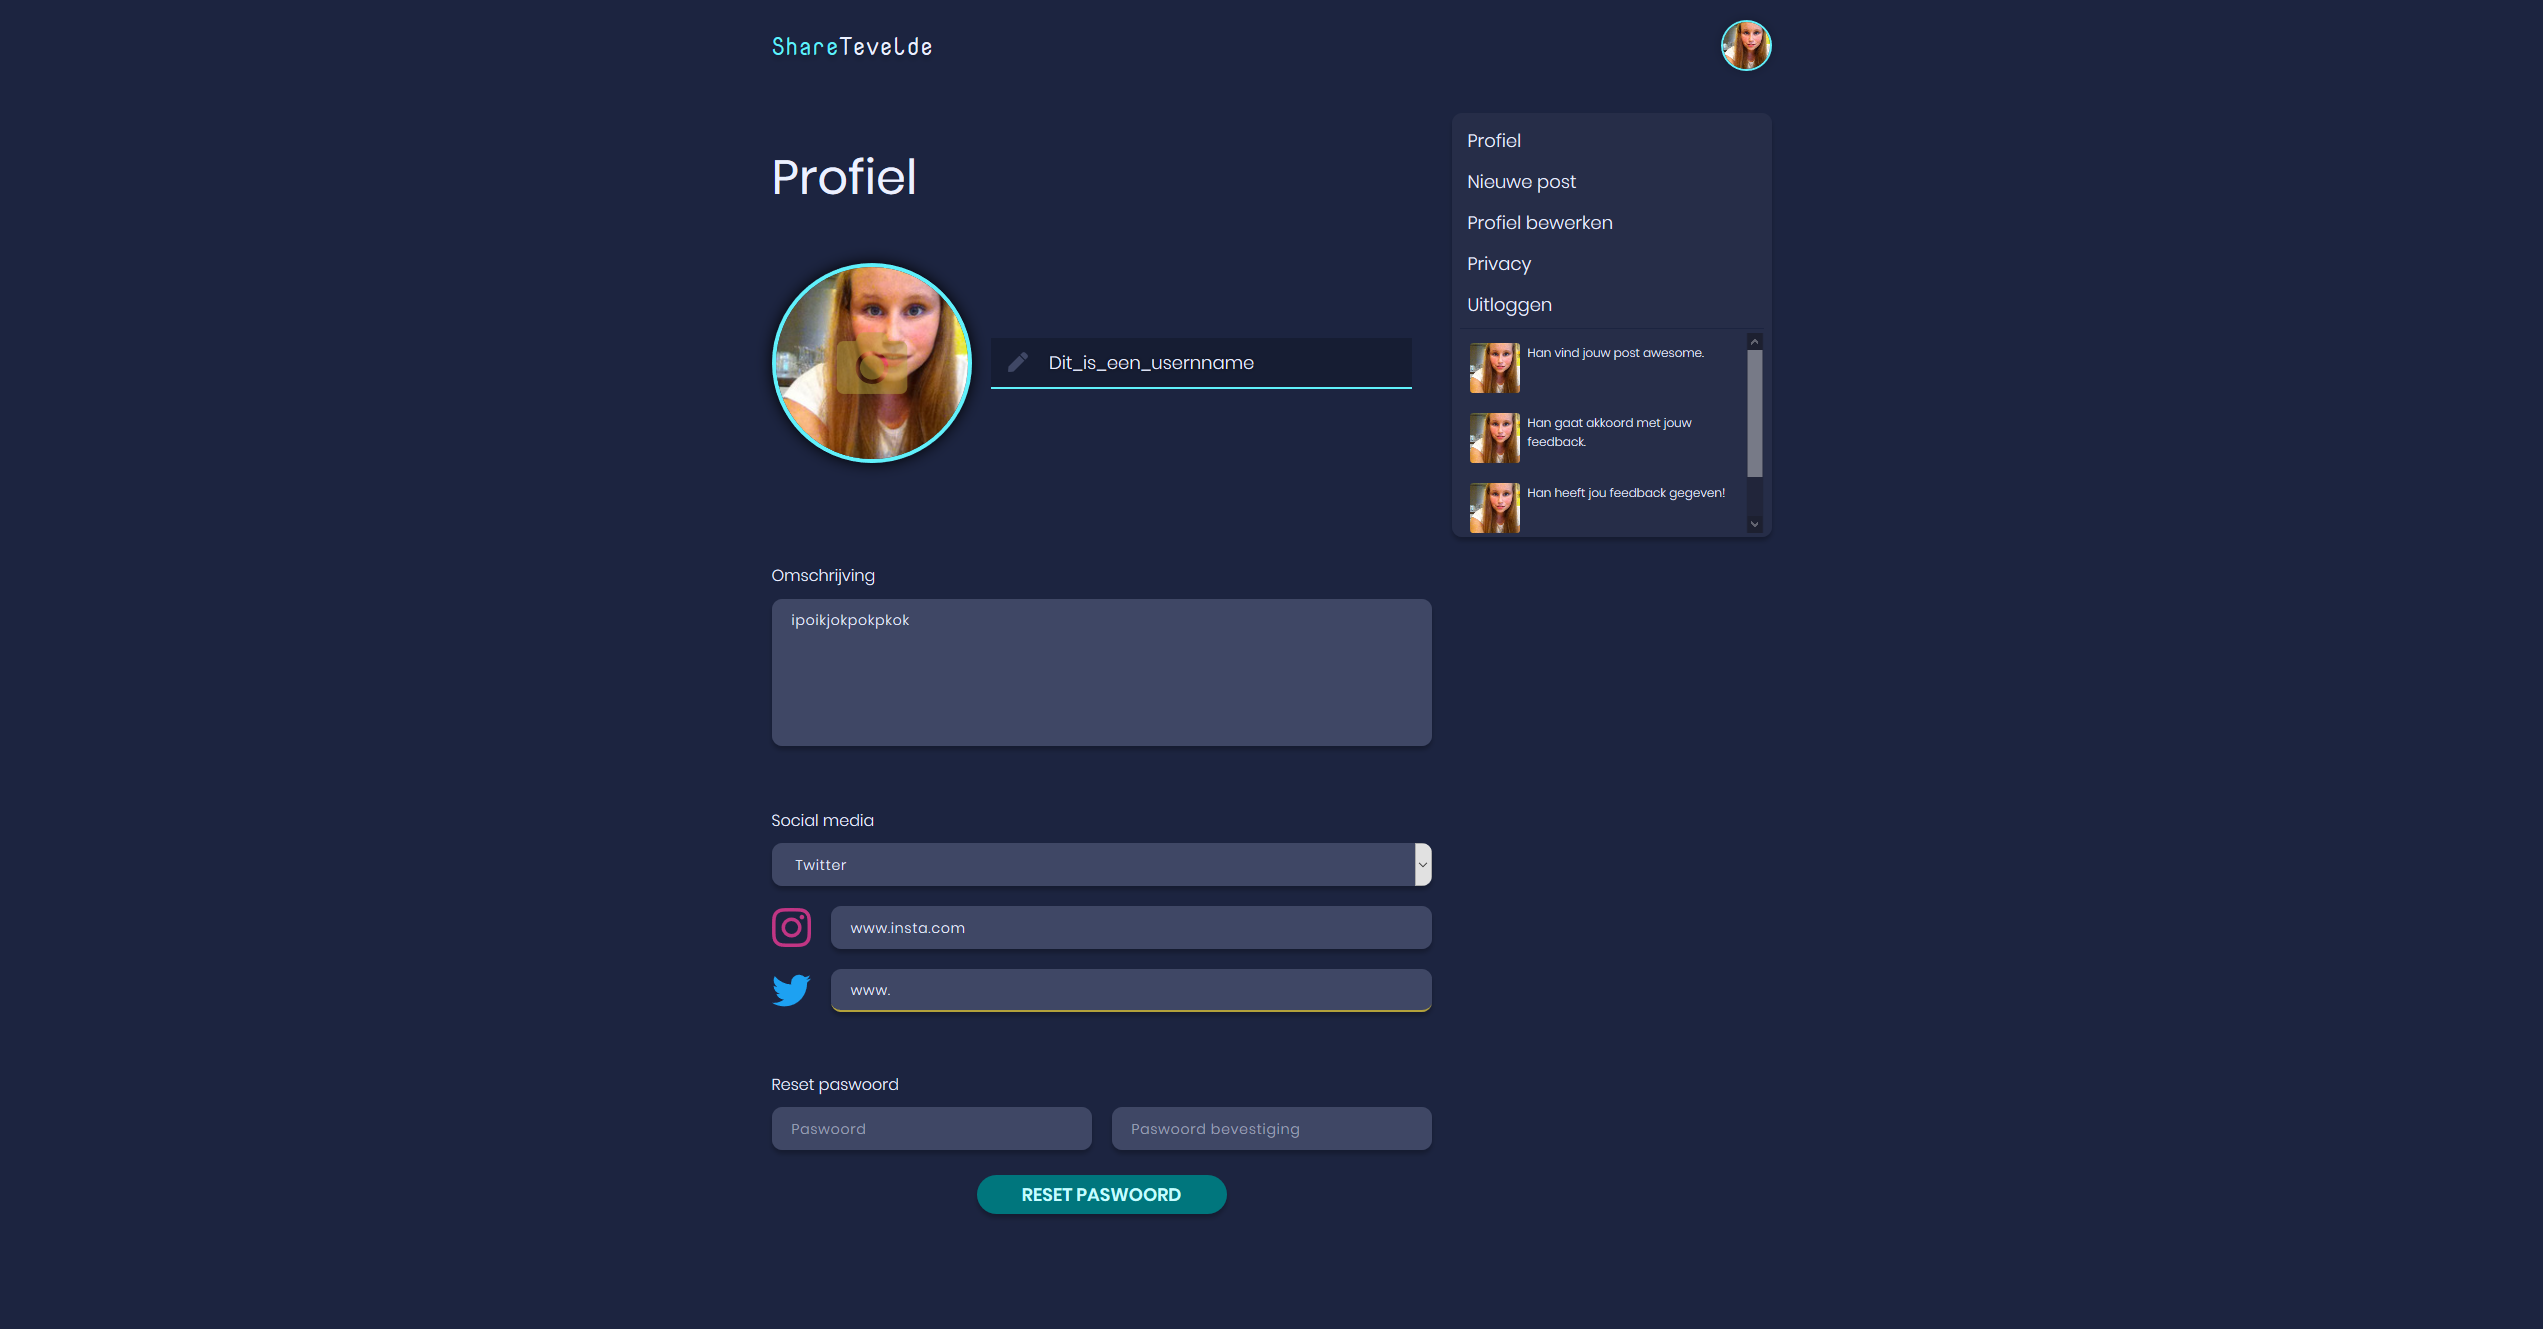 ShareTevelde
Profiel
Dit_is_een_usernname
Omschrijving
ipoikjokpokpkok
Social media
Twitter
www.insta.com
www.
Reset paswoord
Paswoord
Paswoord bevestiging
RESET PASWOORD
Profiel
Nieuwe post
Profiel bewerken
Privacy
Uitloggen
Han vind jouw post awesome.
Han gaat akkoord met jouw
feedback.
Han heeft jou feedback gegeven!